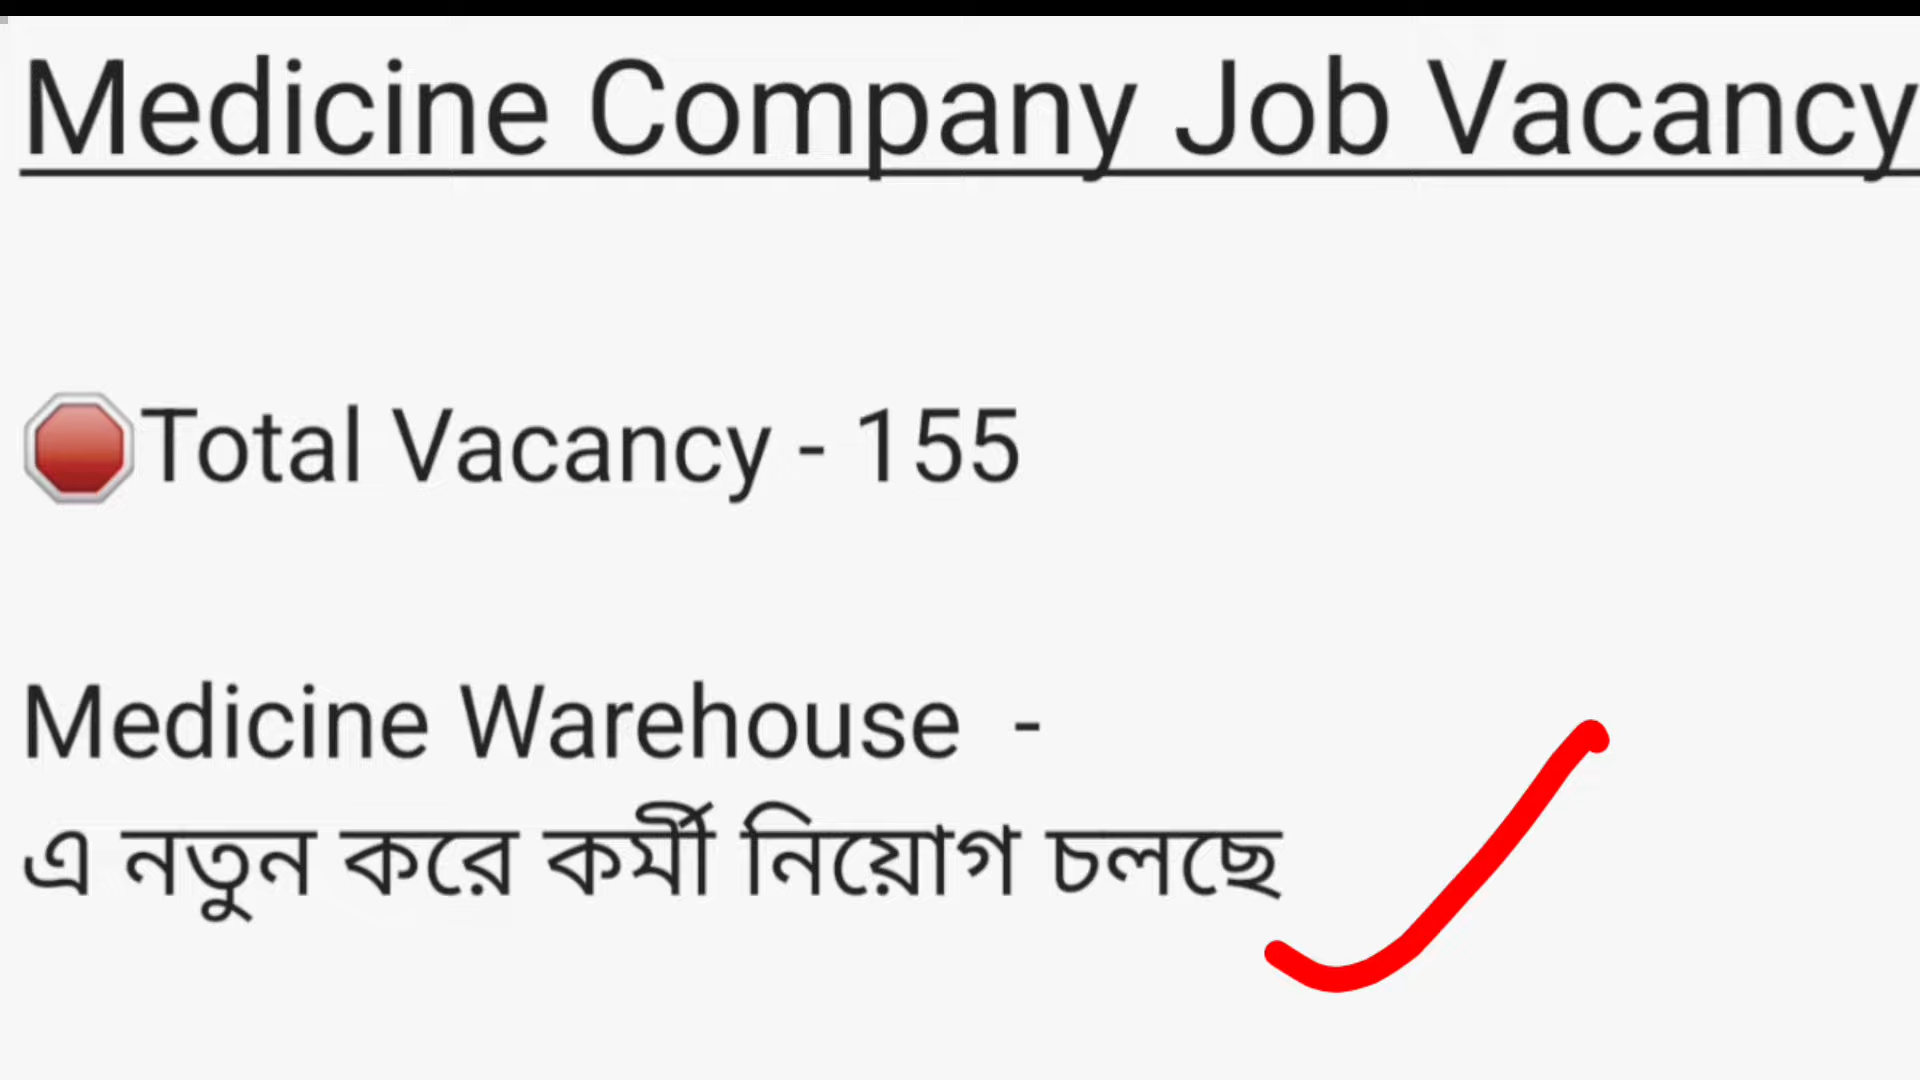 Medicine Company Job Vacancy
Total Vacancy - 155
Medicine Warehouse -
এ নতুন করে কর্মী নিয়োগ চলছে